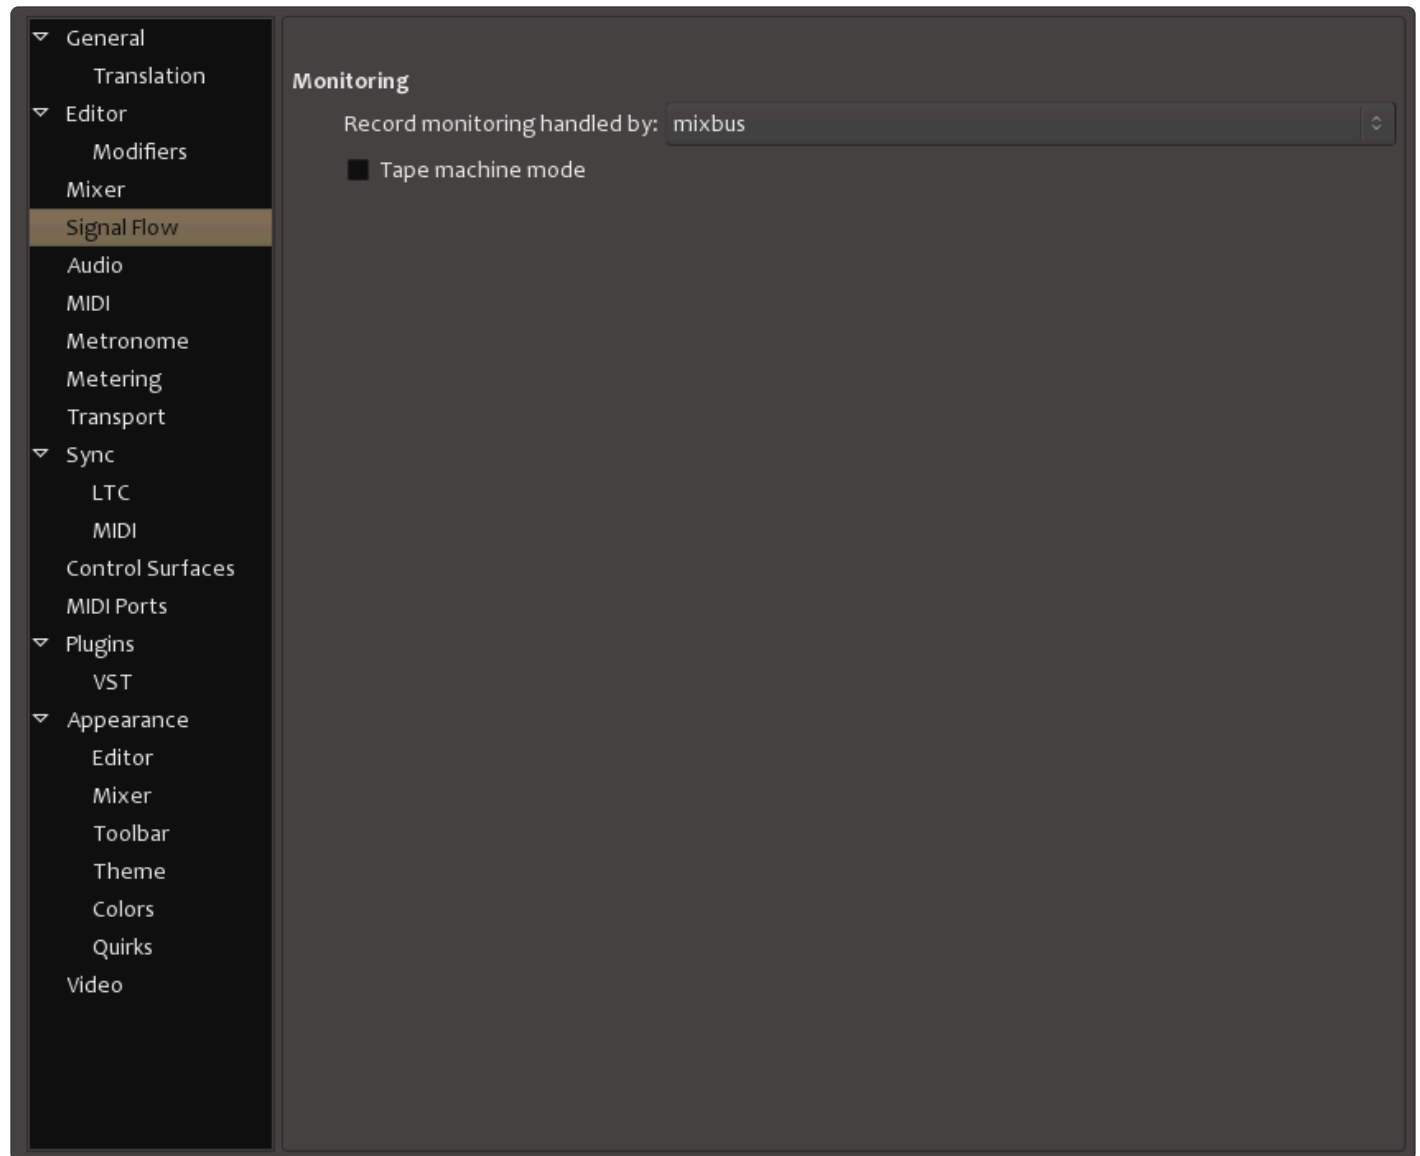 General
Translation
Editor
Modifiers
Mixer
Signal Flow
Audio
MIDI
Metronome
Metering
Transport
Sync
LTC
MIDI
Control Surfaces
MIDI Ports
Plugins
VST
Appearance
Editor
Mixer
Toolbar
Theme
Colors
Quirks
Video
Monitoring
Record monitoring handled by: mixbus
Tape machine mode